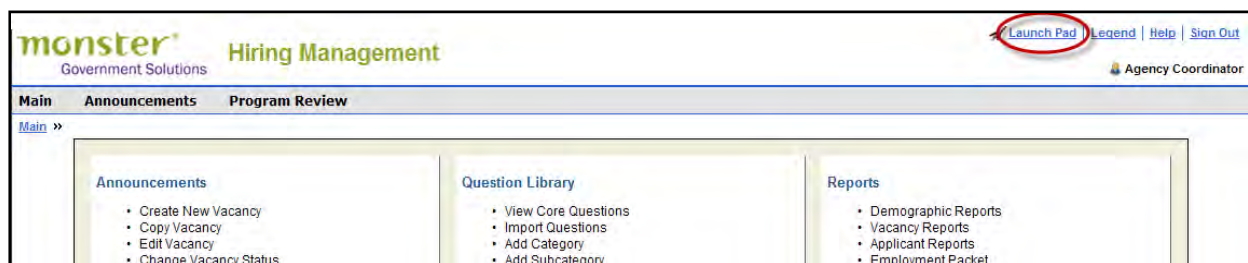 monster®
Government Solutions
Hiring Management
Launch Pad | Legend | Help | Sign Out
Agency Coordinator
Main Announcements Program Review
Main »
Announcements
• Create New Vacancy
• Copy Vacancy
• Edit Vacancy
• Change Vacancy Status
Question Library
• View Core Questions
• Import Questions
• Add Category
• Add Subcategory
Reports
• Demographic Reports
• Vacancy Reports
• Applicant Reports
• Employment Packet